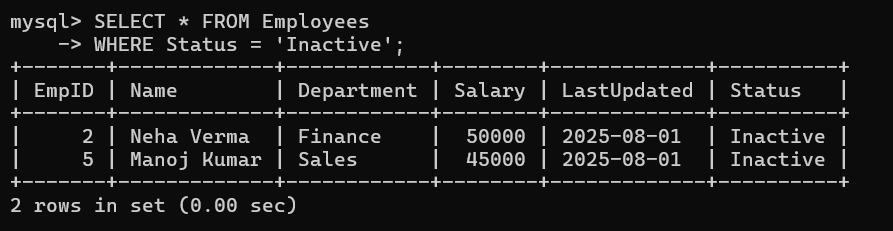 mysql> SELECT * FROM Employees
    -> WHERE Status = 'Inactive';
+-------+-------------+------------+--------+-------------+----------+
| EmpID | Name        | Department | Salary | LastUpdated | Status   |
+-------+-------------+------------+--------+-------------+----------+
|     2 | Neha Verma  | Finance    |  50000 | 2025-08-01  | Inactive |
|     5 | Manoj Kumar | Sales      |  45000 | 2025-08-01  | Inactive |
+-------+-------------+------------+--------+-------------+----------+
2 rows in set (0.00 sec)